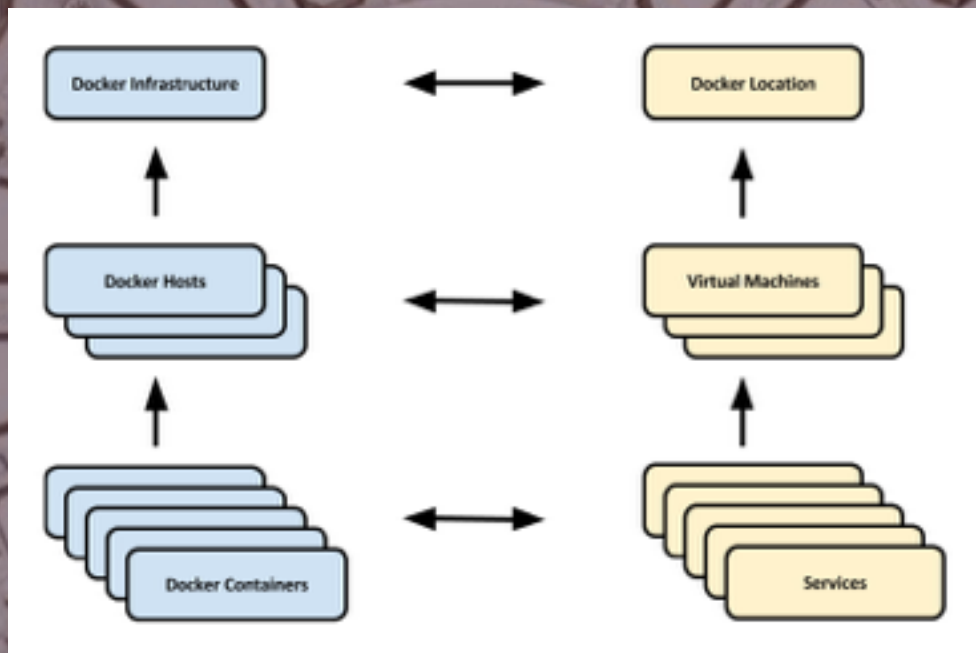 Docker Infrastructure
Docker Location
Docker Hosts
Virtual Machines
Docker Containers
Services